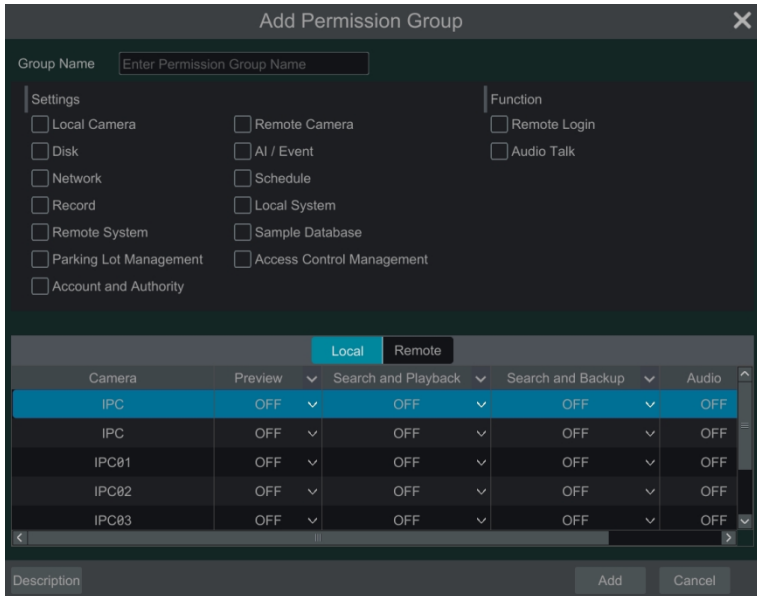 Add Permission Group
Group Name Enter Permission Group Name
Settings Function
Local Camera Remote Camera Remote Login
Disk AI / Event Audio Talk
Network Schedule
Record Local System
Remote System Sample Database
Parking Lot Management Access Control Management
Account and Authority
Local Remote
Camera Preview Search and Playback Search and Backup Audio
IPC OFF OFF OFF OFF
IPC OFF OFF OFF OFF
IPC01 OFF OFF OFF OFF
IPC02 OFF OFF OFF OFF
IPC03 OFF OFF OFF OFF
Description Add Cancel